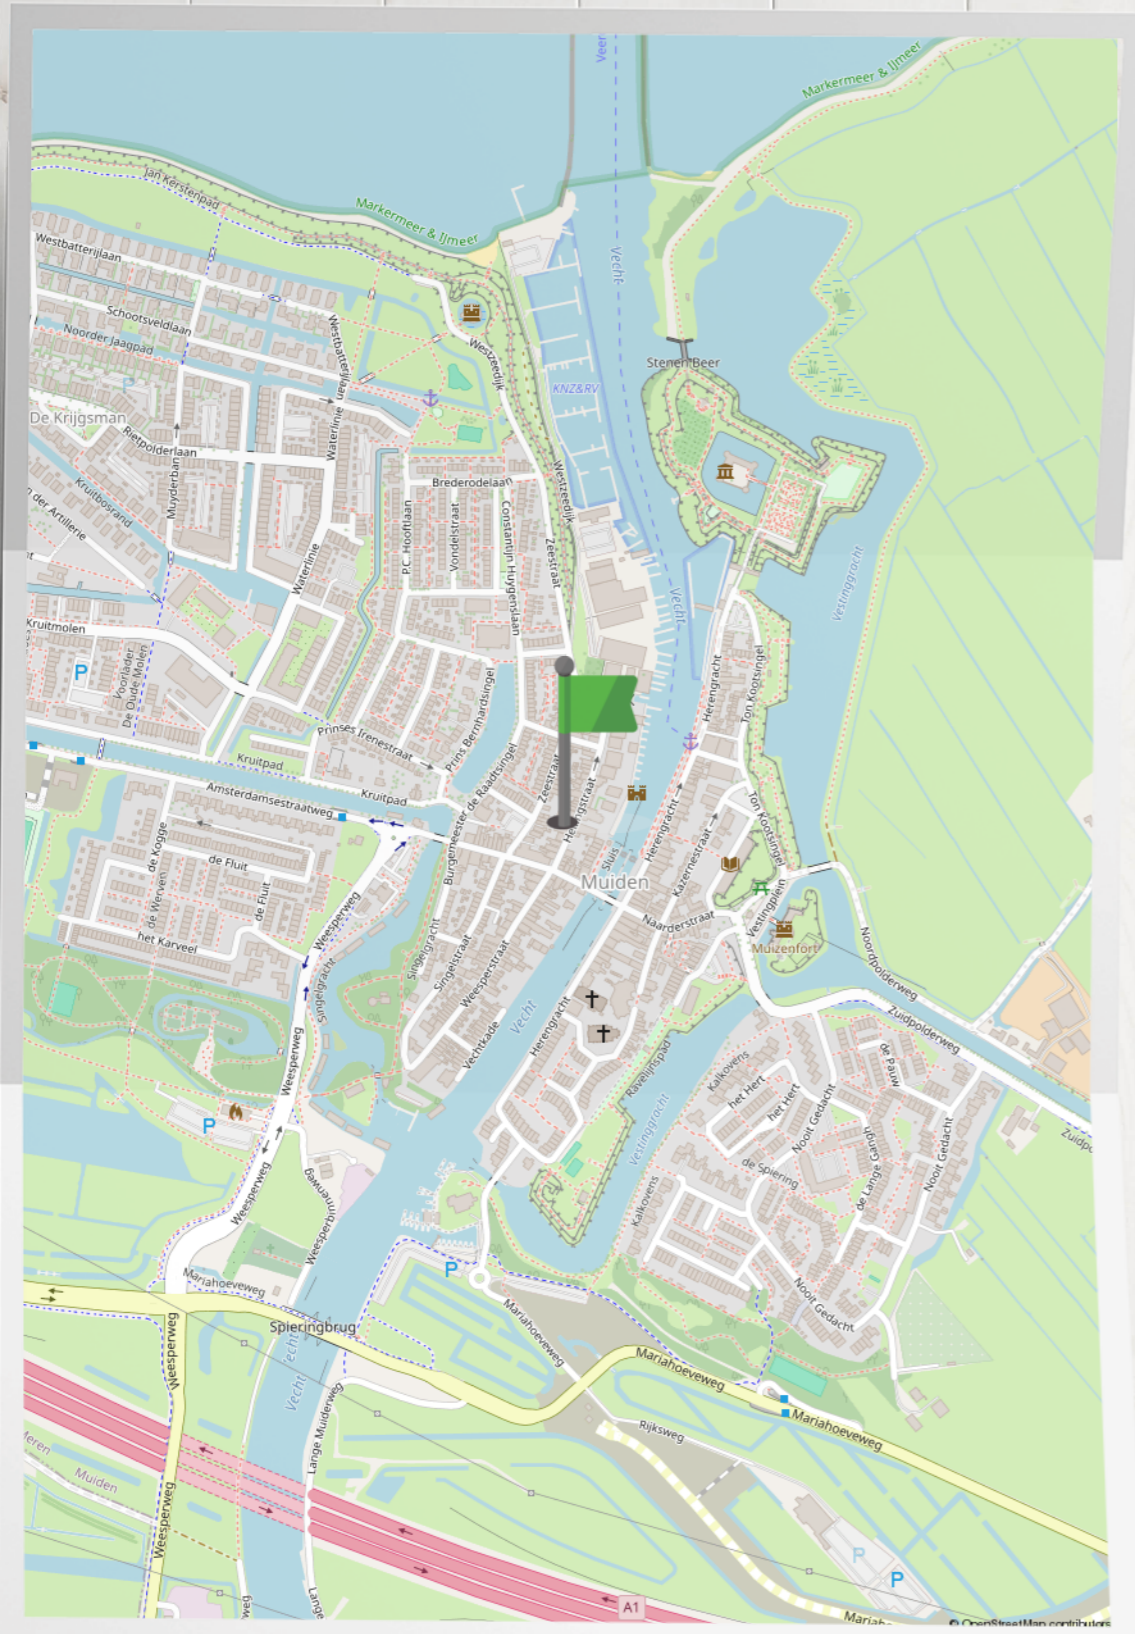 Veer
Markermeer & IJmeer
Jan Kerstenpad
Markermeer & IJmeer
Westbatterijlaan
Vecht
Schootsveldlaan
Noorder Jaagpad
Westzeedijk
Stenen Beer
KNZ&RV
P
De Krijgsman
Waterlinie
Rietpolderlaan
Muyderban
Kruitbosrand
Brederodelaan
Westzeedijk
n der Artillerie
P.C. Hooftlaan
Vondelstraat
Constantijn Huygenslaan
Zeestraat
Waterlinie
Vestinggracht
Vecht
Kruitmolen
P
Voorlader
De Oude Molen
Herengracht
Ton Kootsingel
Prins Bernhardsingel
Prinses Irenestraat
Kruitpad
Kruitpad
Amsterdamsestraatweg
Burgemeester de Raadtsingel
Zeestraat
Herengracht
Ton Kootsingel
de Kogge
de Fluit
de Fluit
de Werven
het Karveel
Weesperweg
Sluis
Muiden
Kazernestraat
Naarderstraat
Vestingplein
Muizenfort
Noordpolderweg
Zuidpolderweg
Singelgracht
Singelgracht
Singelstraat
Weesperstraat
Vecht
Vechtkade
Herengracht
Weesperweg
Ravelijnspad
Vestinggracht
Kalkovens
het Hert
het Hert
Nooit Gedacht
de Pauw
de Lange Gangh
Nooit Gedacht
de Spiering
Kalkovens
Nooit Gedacht
Zuidp
P
Weesperweg
Weesperbinnenweg
Mariahoeveweg
P
Spieringbrug
Mariahoeveweg
Mariahoeveweg
Mariahoeveweg
Weesperweg
Vecht
Lange Muiderweg
Rijksweg
Meren
Muiden
Weesperweg
P
P
A1
weg
Lange
Mariah
© OpenStreetMap contributors